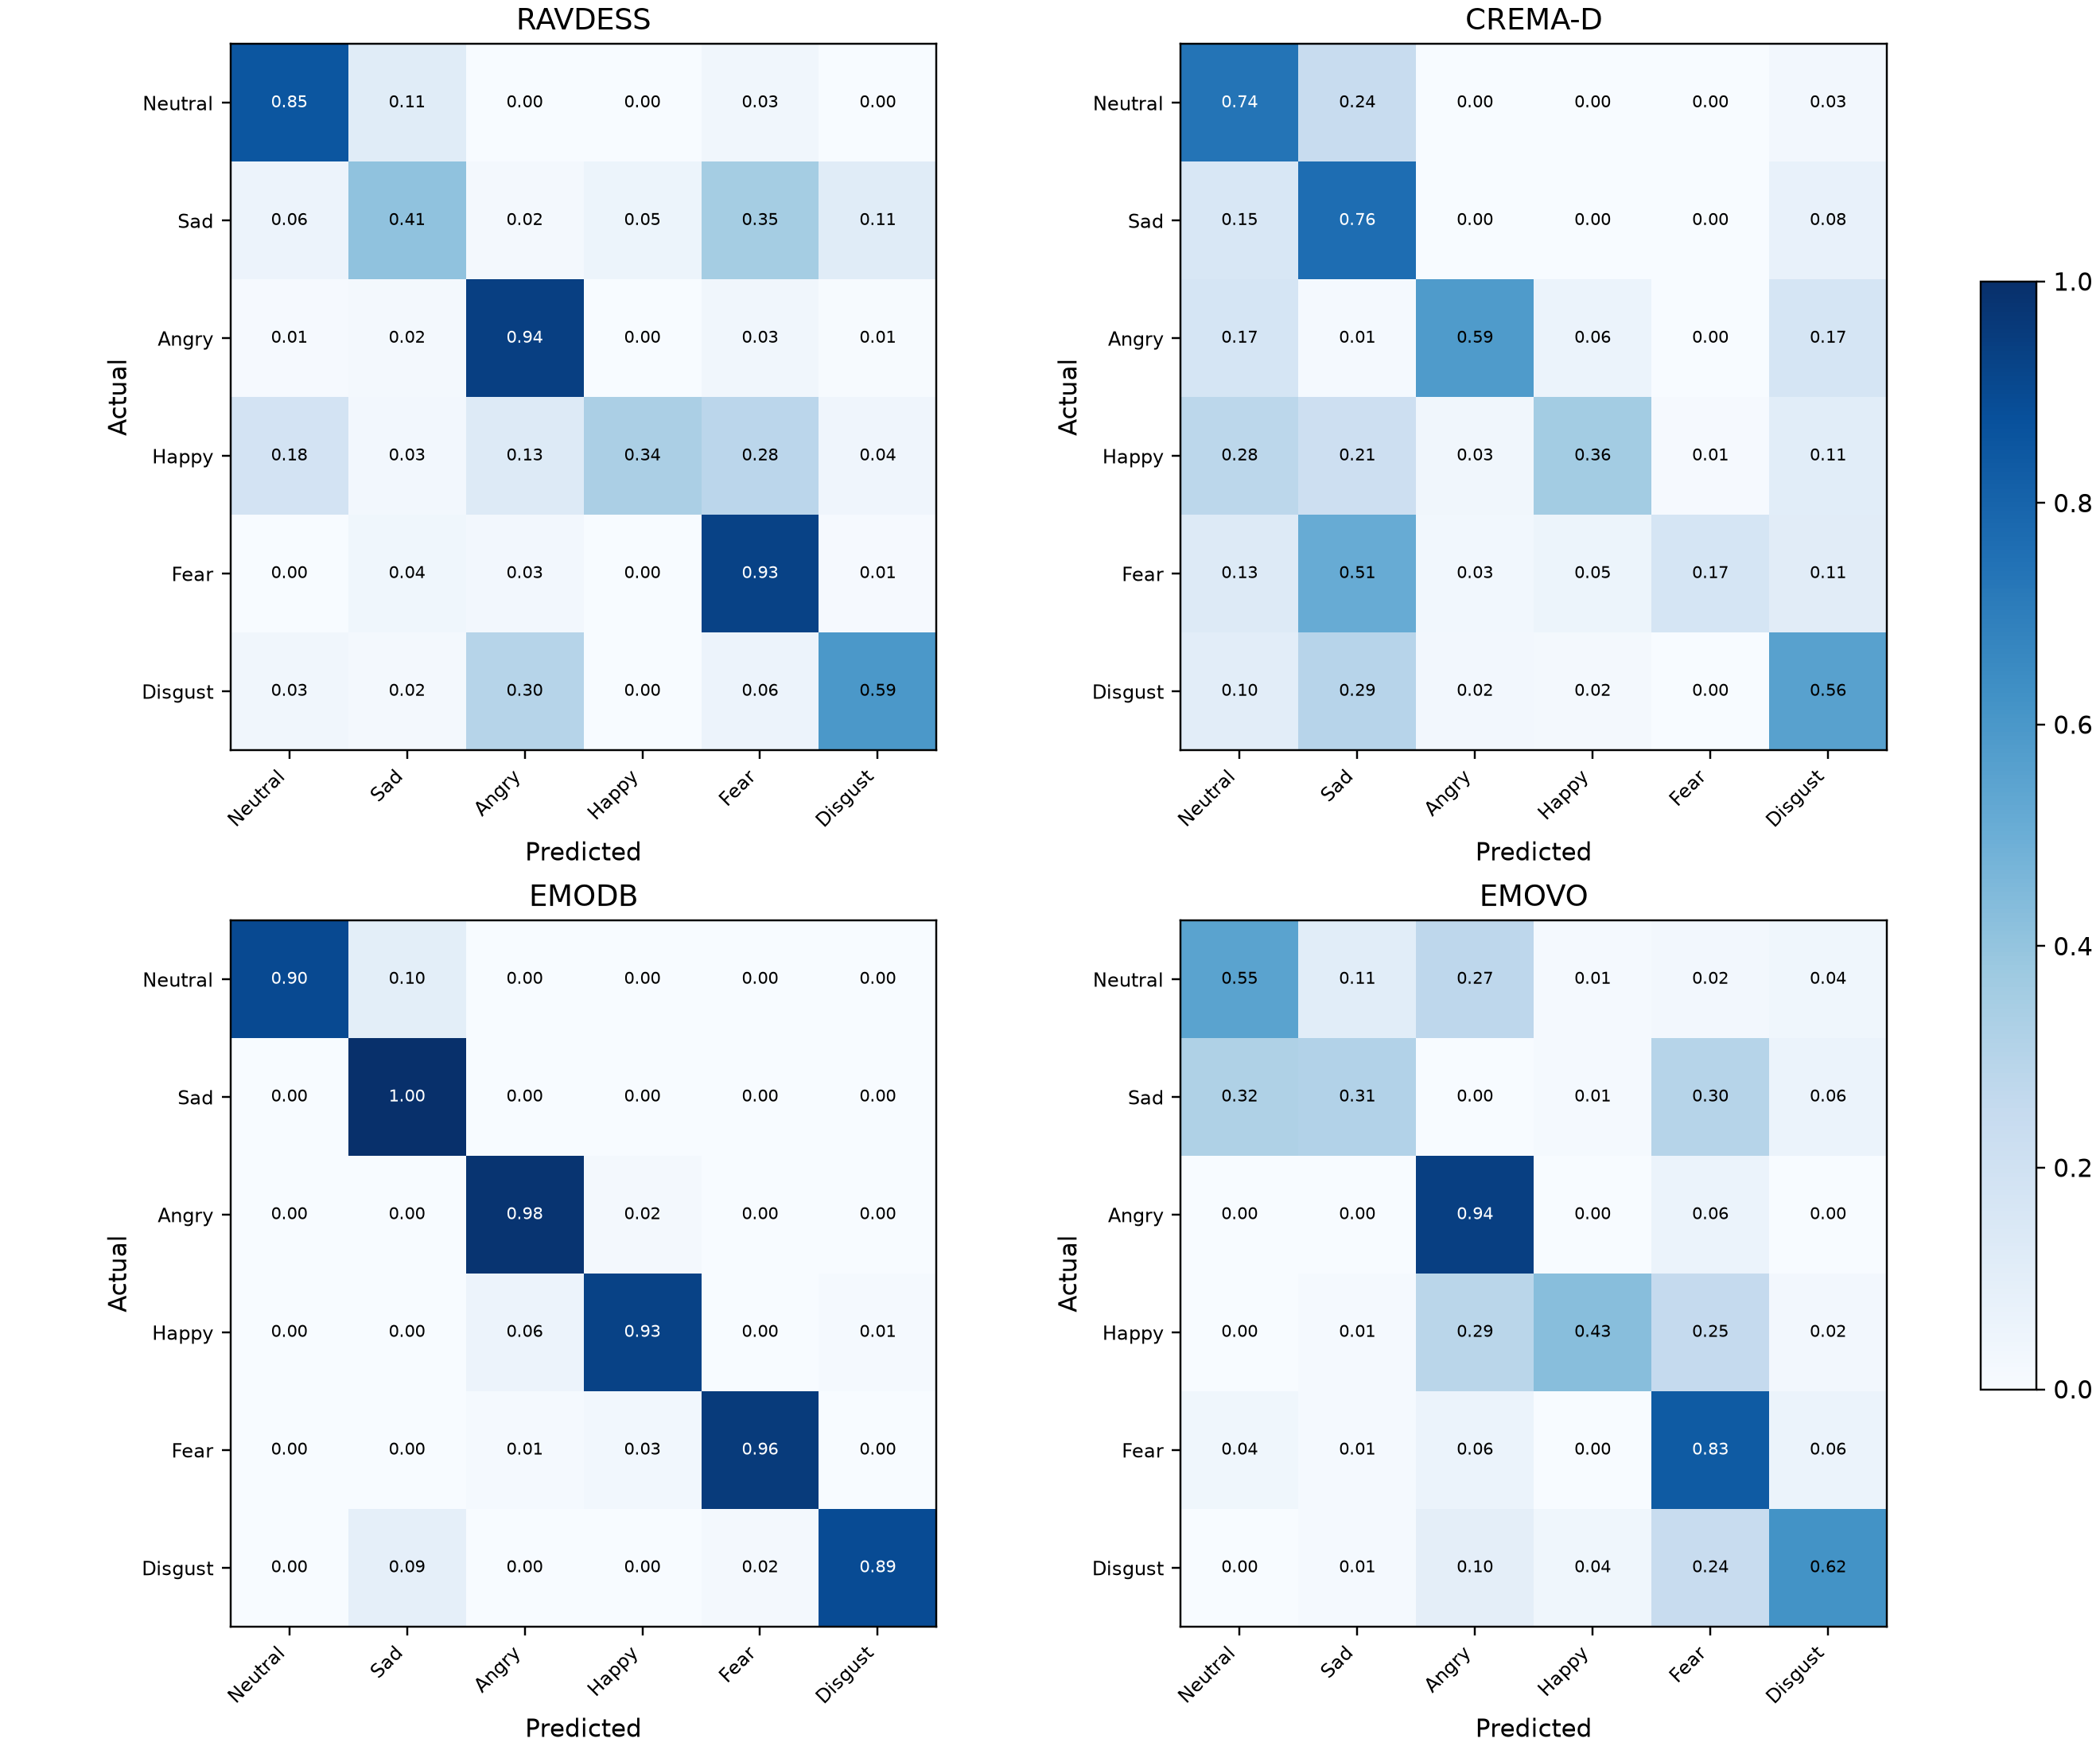 RAVDESS
Neutral 0.85 0.11 0.00 0.00 0.03 0.00
Sad 0.06 0.41 0.02 0.05 0.35 0.11
Angry 0.01 0.02 0.94 0.00 0.03 0.01
Happy 0.18 0.03 0.13 0.34 0.28 0.04
Fear 0.00 0.04 0.03 0.00 0.93 0.01
Disgust 0.03 0.02 0.30 0.00 0.06 0.59
Actual
Neutral Sad Angry Happy Fear Disgust
Predicted
CREMA-D
Neutral 0.74 0.24 0.00 0.00 0.00 0.03
Sad 0.15 0.76 0.00 0.00 0.00 0.08
Angry 0.17 0.01 0.59 0.06 0.00 0.17
Happy 0.28 0.21 0.03 0.36 0.01 0.11
Fear 0.13 0.51 0.03 0.05 0.17 0.11
Disgust 0.10 0.29 0.02 0.02 0.00 0.56
Actual
Neutral Sad Angry Happy Fear Disgust
Predicted
EMODB
Neutral 0.90 0.10 0.00 0.00 0.00 0.00
Sad 0.00 1.00 0.00 0.00 0.00 0.00
Angry 0.00 0.00 0.98 0.02 0.00 0.00
Happy 0.00 0.00 0.06 0.93 0.00 0.01
Fear 0.00 0.00 0.01 0.03 0.96 0.00
Disgust 0.00 0.09 0.00 0.00 0.02 0.89
Actual
Neutral Sad Angry Happy Fear Disgust
Predicted
EMOVO
Neutral 0.55 0.11 0.27 0.01 0.02 0.04
Sad 0.32 0.31 0.00 0.01 0.30 0.06
Angry 0.00 0.00 0.94 0.00 0.06 0.00
Happy 0.00 0.01 0.29 0.43 0.25 0.02
Fear 0.04 0.01 0.06 0.00 0.83 0.06
Disgust 0.00 0.01 0.10 0.04 0.24 0.62
Actual
Neutral Sad Angry Happy Fear Disgust
Predicted
1.0
0.8
0.6
0.4
0.2
0.0